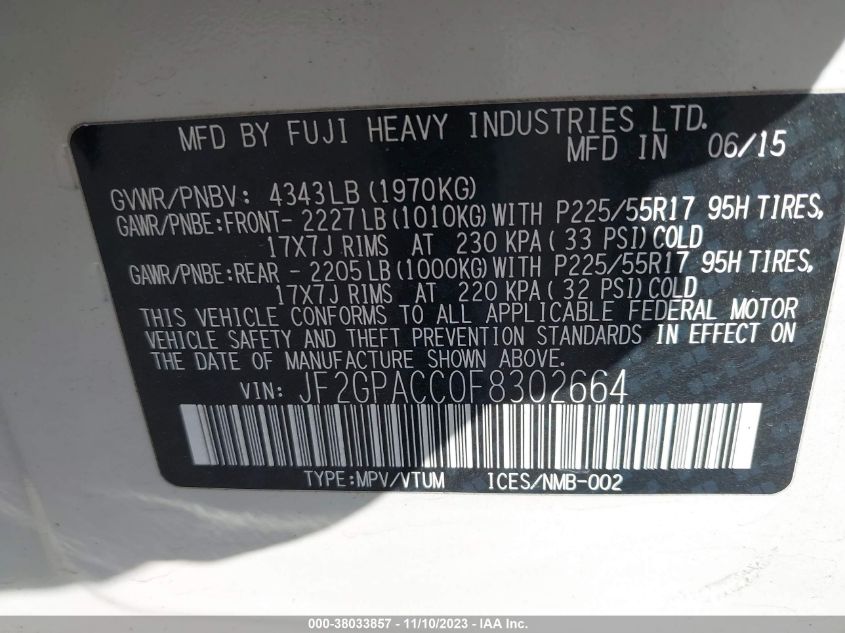 MFD BY FUJI HEAVY INDUSTRIES LTD.
MFD IN 06/15
GVWR/PNBV: 4343LB(1970KG)
GAWR/PNBE:FRONT- 2227LB(1010KG)WITH P225/55R17 95H TIRES,
17X7J RIMS AT 230 KPA( 33 PSI)COLD
GAWR/PNBE:REAR - 2205LB(1000KG)WITH P225/55R17 95H TIRES,
17X7J RIMS AT 220 KPA( 32 PSI)COLD
THIS VEHICLE CONFORMS TO ALL APPLICABLE FEDERAL MOTOR
VEHICLE SAFETY AND THEFT PREVENTION STANDARDS IN EFFECT ON
THE DATE OF MANUFACTURE SHOWN ABOVE.
VIN: JF2GPACC0F8302664
TYPE:MPV/VTUM ICES/NMB-002
000-38033857 - 11/10/2023 - IAA Inc.